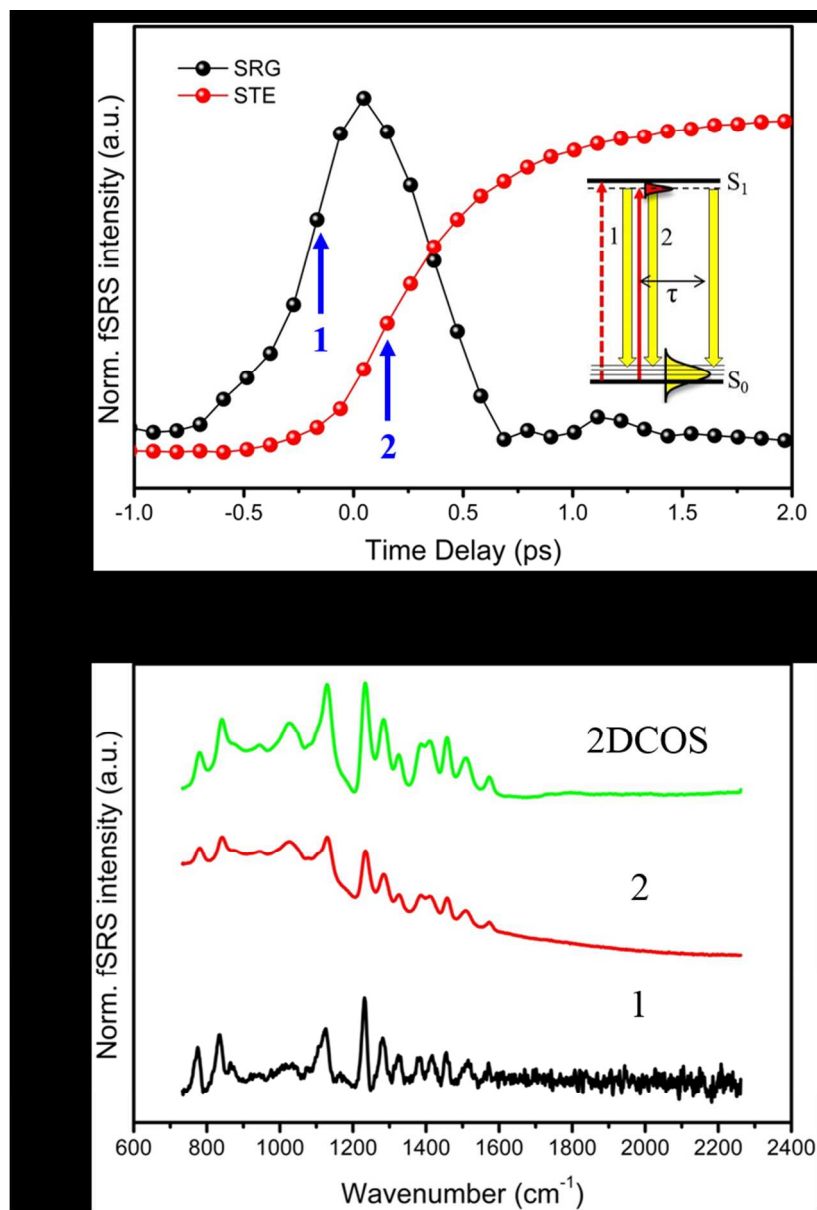 Norm. fSRS intensity (a.u.)
SRG
STE
1
2
1
2
τ
S1
S0
-1.0 -0.5 0.0 0.5 1.0 1.5 2.0
Time Delay (ps)
Norm. fSRS intensity (a.u.)
2DCOS
2
1
600 800 1000 1200 1400 1600 1800 2000 2200 2400
Wavenumber (cm-1)